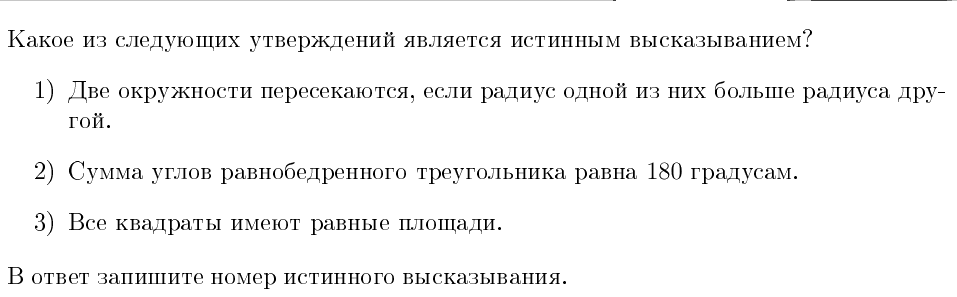 Какое из следующих утверждений является истинным высказыванием?
1) Две окружности пересекаются, если радиус одной из них больше радиуса дру-
гой.
2) Сумма углов равнобедренного треугольника равна 180 градусам.
3) Все квадраты имеют равные площади.
В ответ запишите номер истинного высказывания.